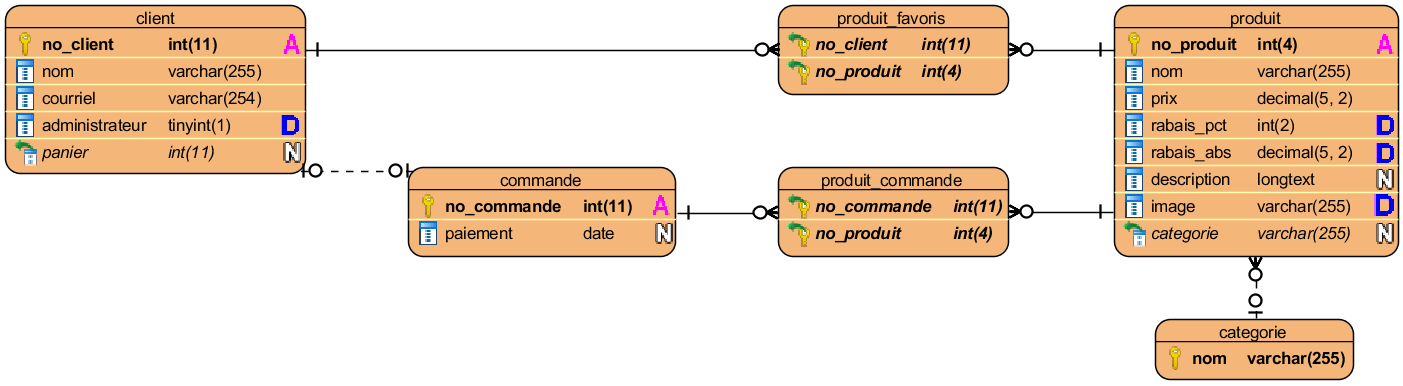 client
no_client int(11) A
nom varchar(255)
courriel varchar(254)
administrateur tinyint(1) D
panier int(11) N
produit_favoris
no_client int(11)
no_produit int(4)
produit
no_produit int(4) A
nom varchar(255)
prix decimal(5, 2)
rabais_pct int(2) D
rabais_abs decimal(5, 2) D
description longtext N
image varchar(255) D
categorie varchar(255) N
commande
no_commande int(11) A
paiement date N
produit_commande
no_commande int(11)
no_produit int(4)
categorie
nom varchar(255)